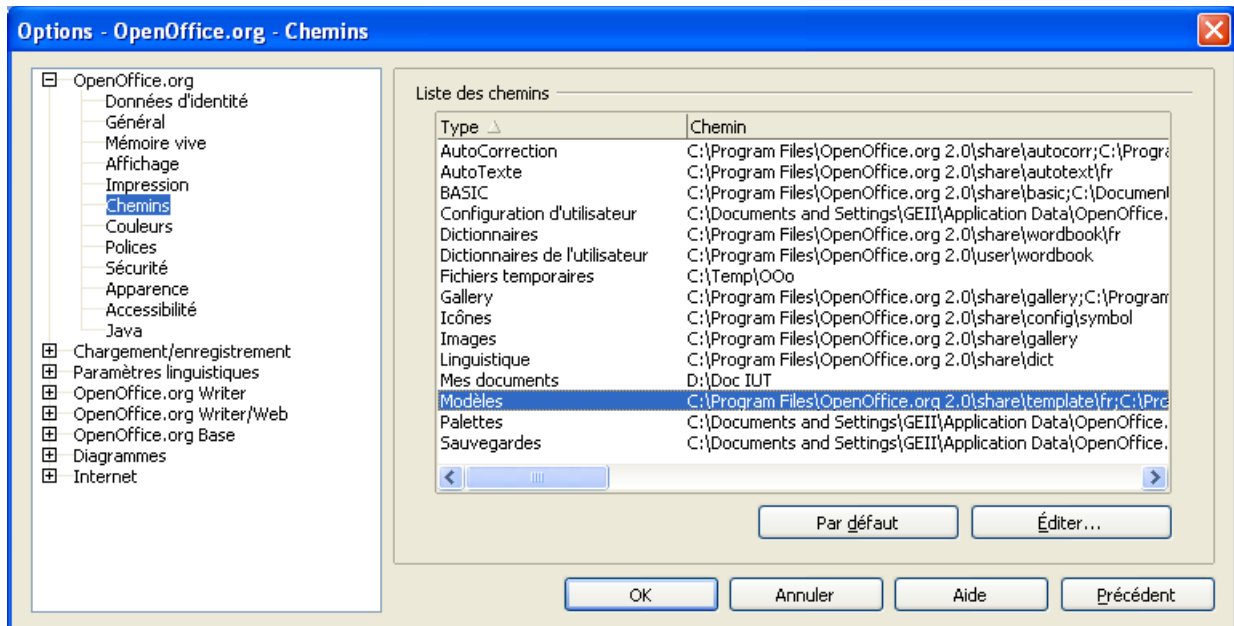 Options - OpenOffice.org - Chemins
OpenOffice.org
Données d'identité
Général
Mémoire vive
Affichage
Impression
Chemins
Couleurs
Polices
Sécurité
Apparence
Accessibilité
Java
Chargement/enregistrement
Paramètres linguistiques
OpenOffice.org Writer
OpenOffice.org Writer/Web
OpenOffice.org Base
Diagrammes
Internet
Liste des chemins
Type Chemin
AutoCorrection C:\Program Files\OpenOffice.org 2.0\share\autocorr;C:\Progra
AutoTexte C:\Program Files\OpenOffice.org 2.0\share\autotext\fr
BASIC C:\Program Files\OpenOffice.org 2.0\share\basic;C:\Document
Configuration d'utilisateur C:\Documents and Settings\GEII\Application Data\OpenOffice.
Dictionnaires C:\Program Files\OpenOffice.org 2.0\share\wordbook\fr
Dictionnaires de l'utilisateur C:\Program Files\OpenOffice.org 2.0\user\wordbook
Fichiers temporaires C:\Temp\OOo
Gallery C:\Program Files\OpenOffice.org 2.0\share\gallery;C:\Program
Icônes C:\Program Files\OpenOffice.org 2.0\share\config\symbol
Images C:\Program Files\OpenOffice.org 2.0\share\gallery
Linguistique C:\Program Files\OpenOffice.org 2.0\share\dict
Mes documents D:\Doc IUT
Modèles C:\Program Files\OpenOffice.org 2.0\share\template\fr;C:\Pro
Palettes C:\Documents and Settings\GEII\Application Data\OpenOffice.
Sauvegardes C:\Documents and Settings\GEII\Application Data\OpenOffice.
Par défaut Éditer...
OK Annuler Aide Précédent